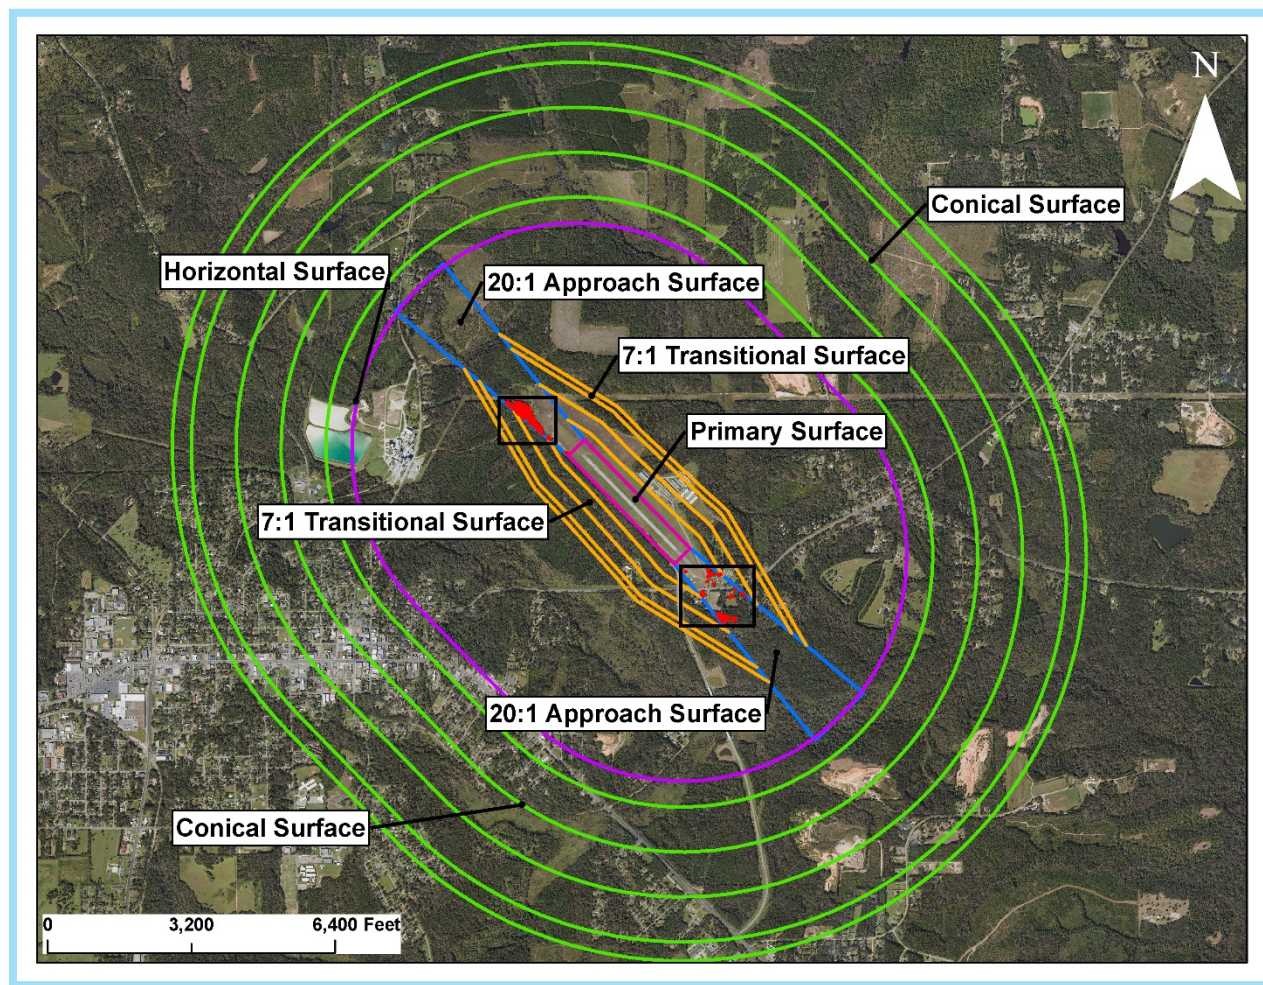 N
Conical Surface
Horizontal Surface
20:1 Approach Surface
7:1 Transitional Surface
Primary Surface
7:1 Transitional Surface
20:1 Approach Surface
Conical Surface
0 3,200 6,400 Feet